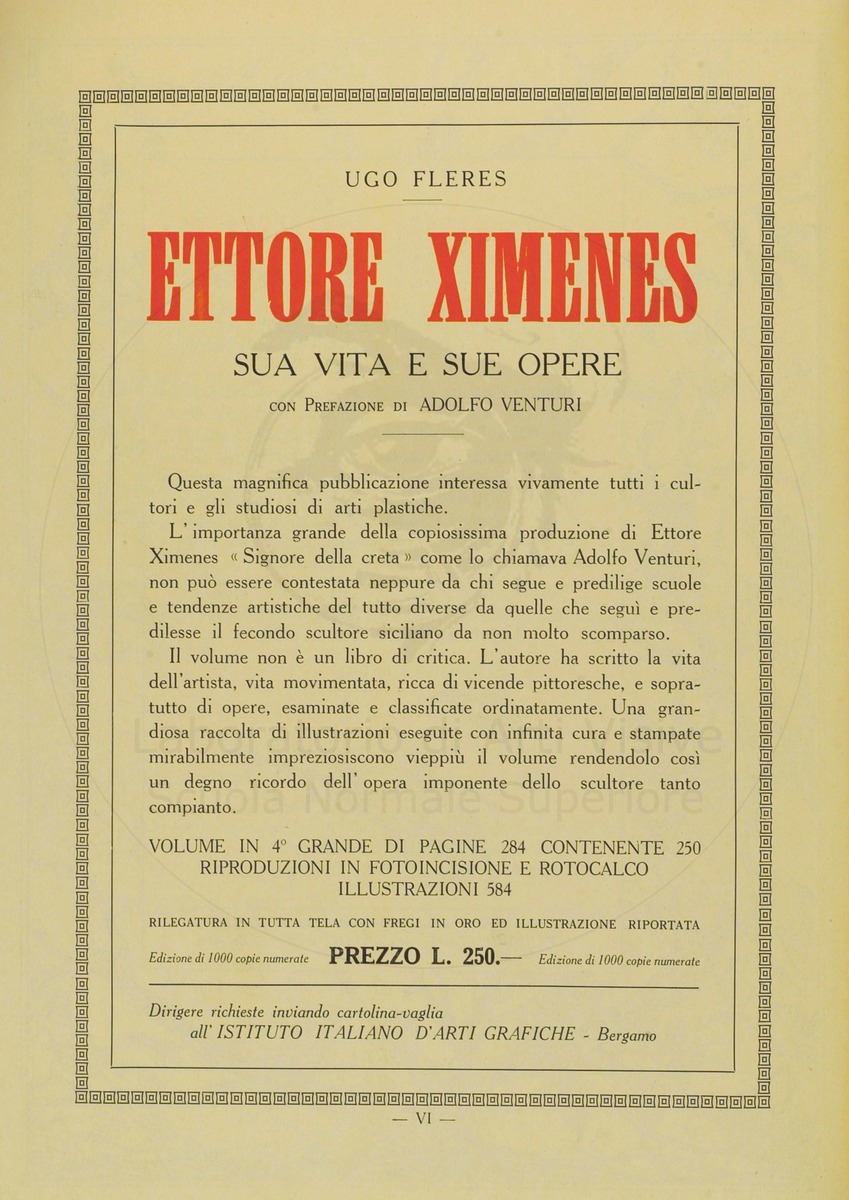 UGO FLERES
ETTORE XIMENES
SUA VITA E SUE OPERE
CON PREFAZIONE DI ADOLFO VENTURI
Questa magnifica pubblicazione interessa vivamente tutti i cul-
tori e gli studiosi di arti plastiche.
L' importanza grande della copiosissima produzione di Ettore
Ximenes « Signore della creta » come lo chiamava Adolfo Venturi,
non può essere contestata neppure da chi segue e predilige scuole
e tendenze artistiche del tutto diverse da quelle che seguì e pre-
dilesse il fecondo scultore siciliano da non molto scomparso.
Il volume non è un libro di critica. L'autore ha scritto la vita
dell'artista, vita movimentata, ricca di vicende pittoresche, e sopra-
tutto di opere, esaminate e classificate ordinatamente. Una gran-
diosa raccolta di illustrazioni eseguite con infinita cura e stampate
mirabilmente impreziosiscono vieppiù il volume rendendolo così
un degno ricordo dell' opera imponente dello scultore tanto
compianto.
VOLUME IN 4º GRANDE DI PAGINE 284 CONTENENTE 250
RIPRODUZIONI IN FOTOINCISIONE E ROTOCALCO
ILLUSTRAZIONI 584
RILEGATURA IN TUTTA TELA CON FREGI IN ORO ED ILLUSTRAZIONE RIPORTATA
Edizione di 1000 copie numerate PREZZO L. 250.— Edizione di 1000 copie numerate
Dirigere richieste inviando cartolina-vaglia
all' ISTITUTO ITALIANO D'ARTI GRAFICHE - Bergamo
— VI —
Scuola Normale Superiore